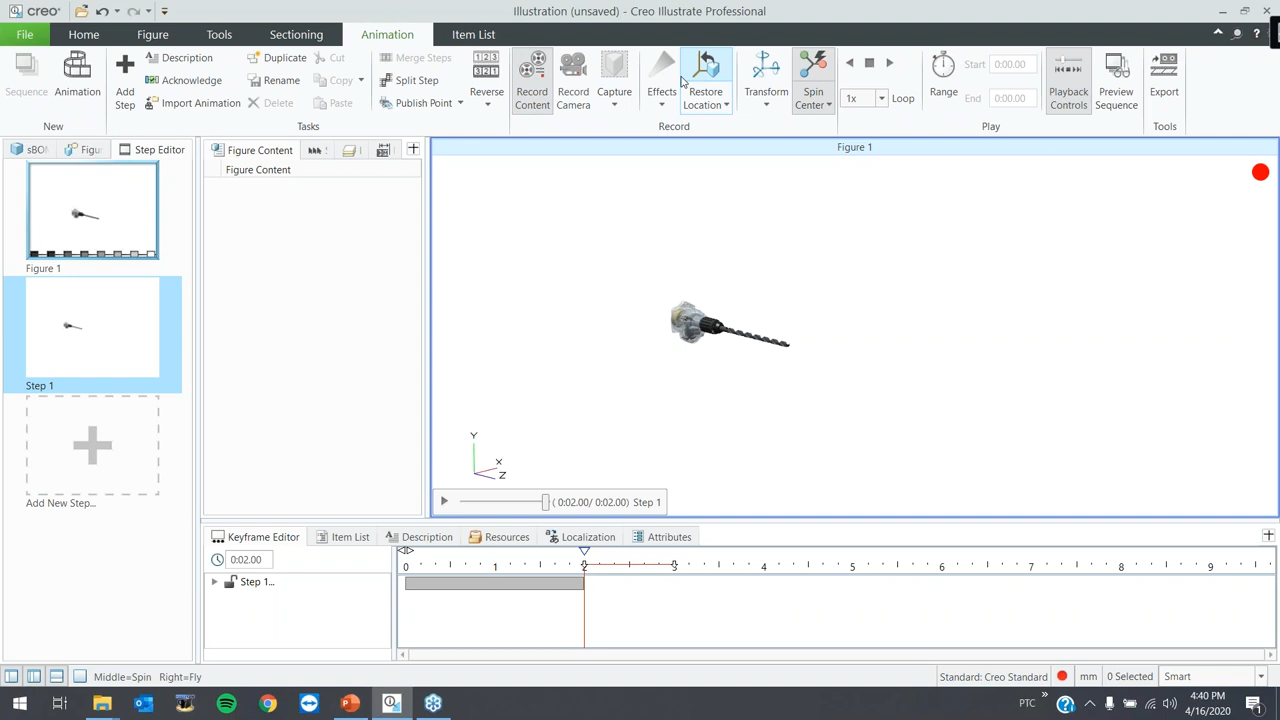 creo Illustration (unsaved) - Creo Illustrate Professional
File Home Figure Tools Sectioning Animation Item List
Sequence Animation
New
Add Step
Description
Acknowledge
Import Animation
Duplicate
Rename
Delete
Cut
Copy
Paste
Tasks
Merge Steps
Split Step
Publish Point
Reverse
Record Content
Record Camera
Capture
Effects
Restore Location
Record
Transform
Spin Center
1x Loop
Start 0:00.00
End 0:00.00
Range
Play
Playback Controls
Preview Sequence
Export
Tools
sBOM Figu Step Editor
Figure 1
Step 1
Add New Step...
Figure Content
Figure Content
Figure 1
Y
X
Z
( 0:02.00/ 0:02.00) Step 1
Keyframe Editor Item List Description Resources Localization Attributes
0:02.00
0 1 2 3 4 5 6 7 8 9
Step 1...
Middle=Spin Right=Fly
Standard: Creo Standard mm 0 Selected Smart
PTC
4:40 PM
4/16/2020